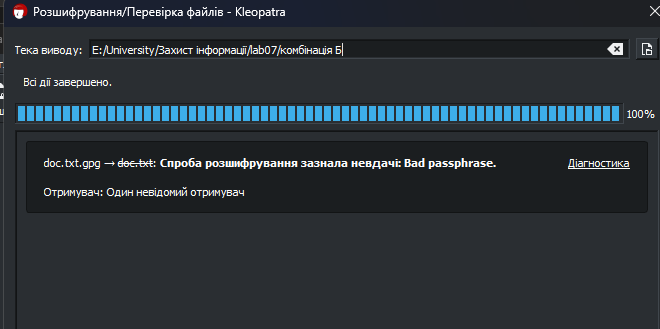 Розшифрування/Перевірка файлів - Kleopatra
Тека виводу: E:/University/Захист інформації/lab07/комбінація Б
Всі дії завершено.
100%
doc.txt.gpg → doc.txt: Спроба розшифрування зазнала невдачі: Bad passphrase. Діагностика
Отримувач: Один невідомий отримувач